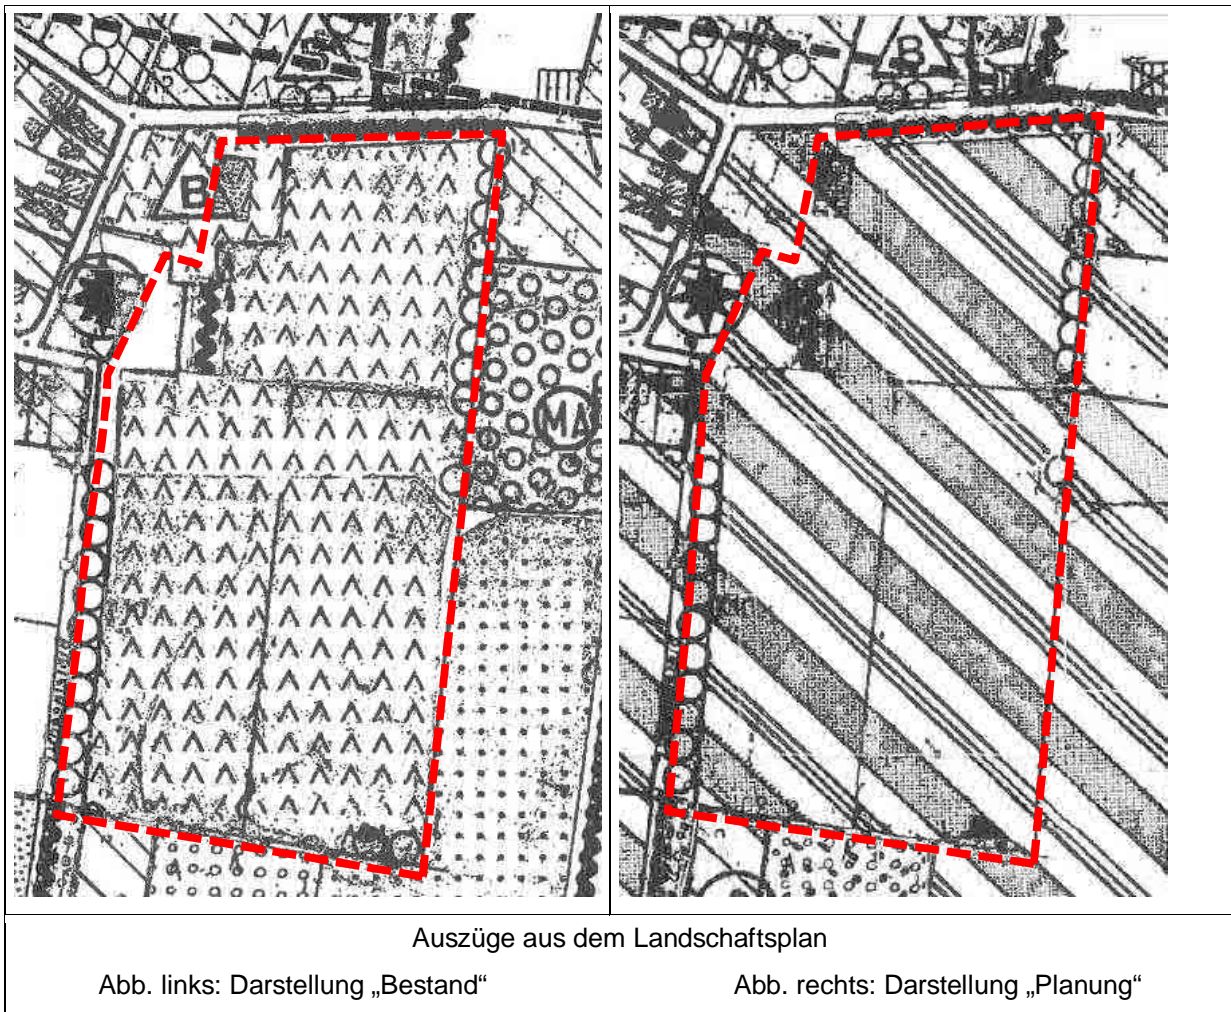 B
B
MA
Auszüge aus dem Landschaftsplan
Abb. links: Darstellung „Bestand“
Abb. rechts: Darstellung „Planung“